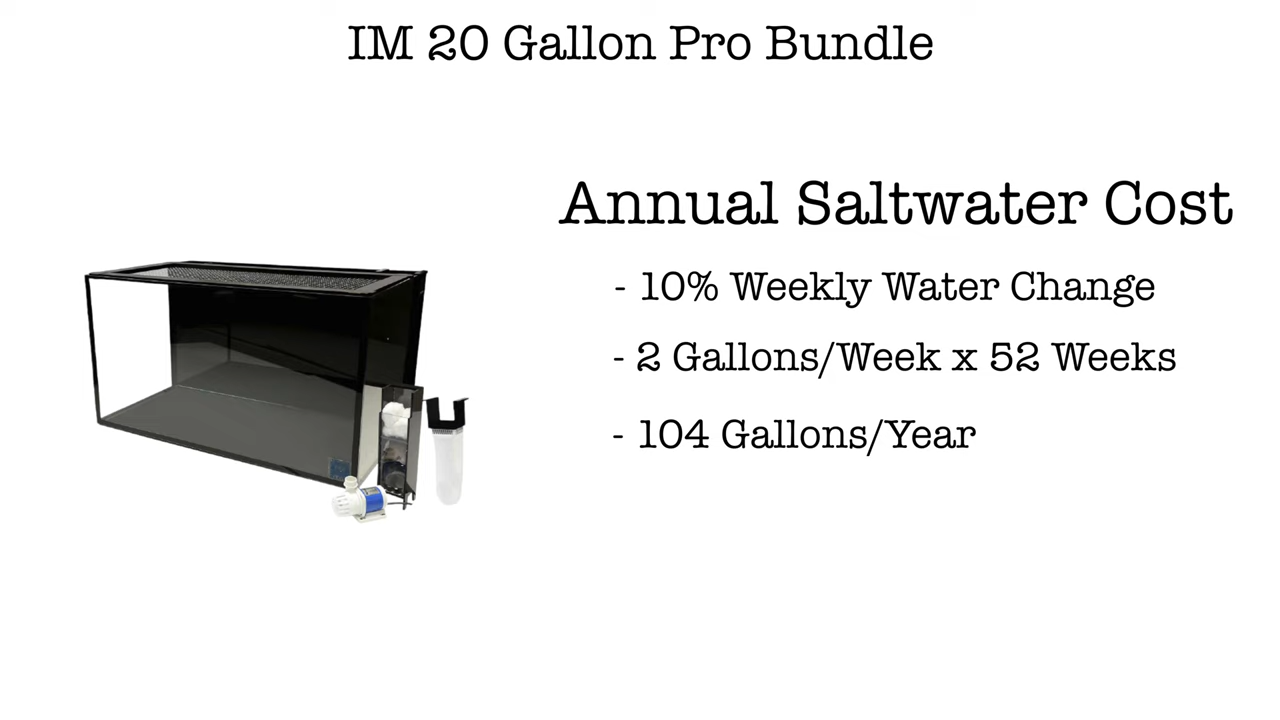 IM 20 Gallon Pro Bundle
Annual Saltwater Cost
- 10% Weekly Water Change
- 2 Gallons/Week x 52 Weeks
- 104 Gallons/Year